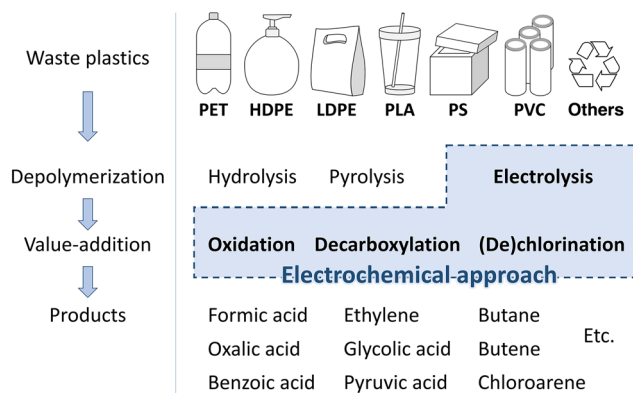 Waste plastics
PET HDPE LDPE PLA PS PVC Others
Depolymerization Hydrolysis Pyrolysis Electrolysis
Value-addition Oxidation Decarboxylation (De)chlorination
Electrochemical approach
Products Formic acid Ethylene Butane
Etc.
Oxalic acid Glycolic acid Butene
Benzoic acid Pyruvic acid Chloroarene